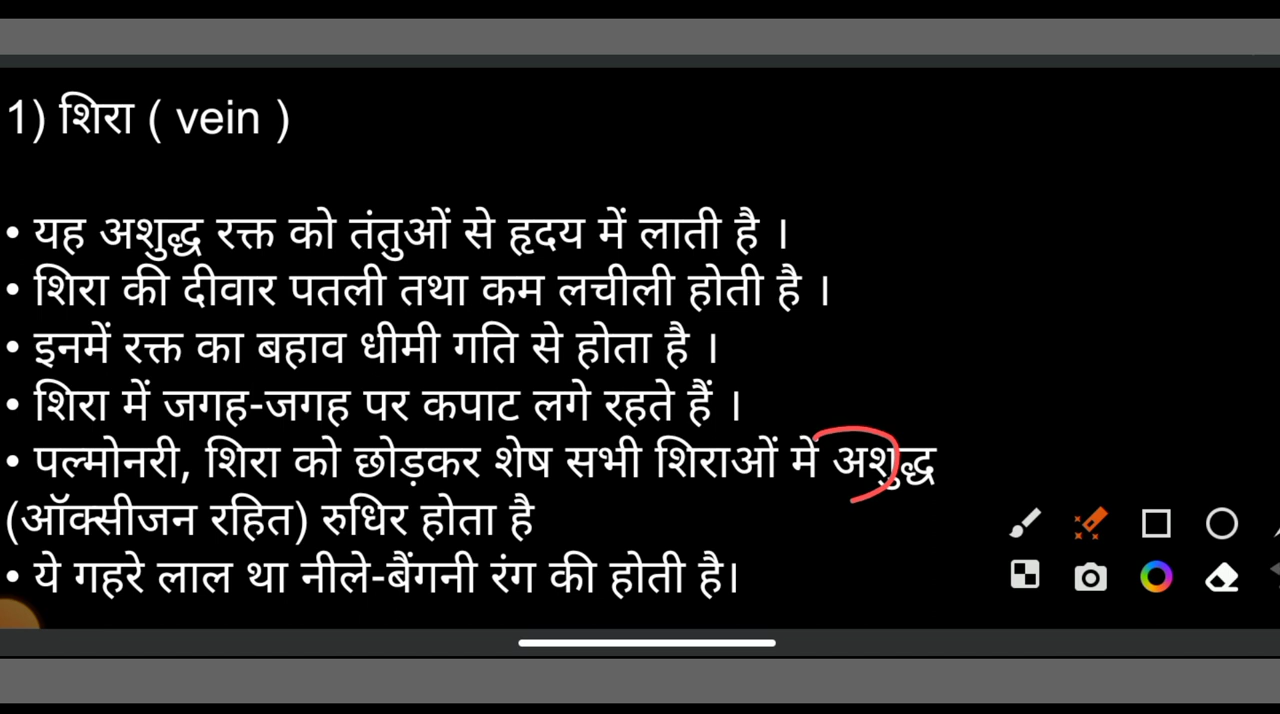 1) शिरा ( vein )
• यह अशुद्ध रक्त को तंतुओं से हृदय में लाती है ।
• शिरा की दीवार पतली तथा कम लचीली होती है ।
• इनमें रक्त का बहाव धीमी गति से होता है ।
• शिरा में जगह-जगह पर कपाट लगे रहते हैं ।
• पल्मोनरी, शिरा को छोड़कर शेष सभी शिराओं में अशुद्ध
(ऑक्सीजन रहित) रुधिर होता है
• ये गहरे लाल था नीले-बैंगनी रंग की होती है।